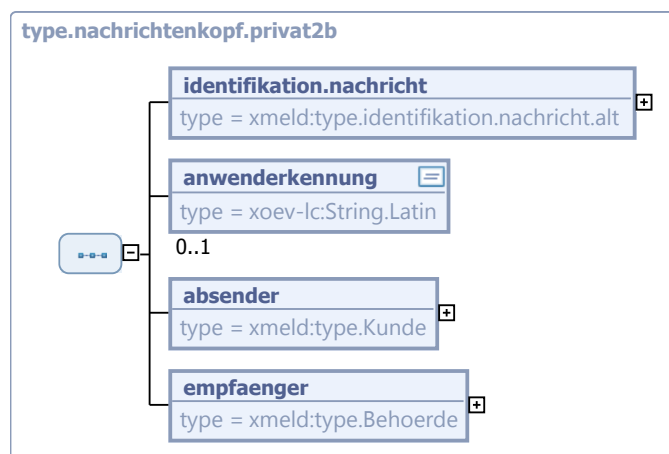 type.nachrichtenkopf.privat2b
identifikation.nachricht
type = xmeld:type.identifikation.nachricht.alt
anwenderkennung
type = xoev-lc:String.Latin
0..1
absender
type = xmeld:type.Kunde
empfaenger
type = xmeld:type.Behoerde